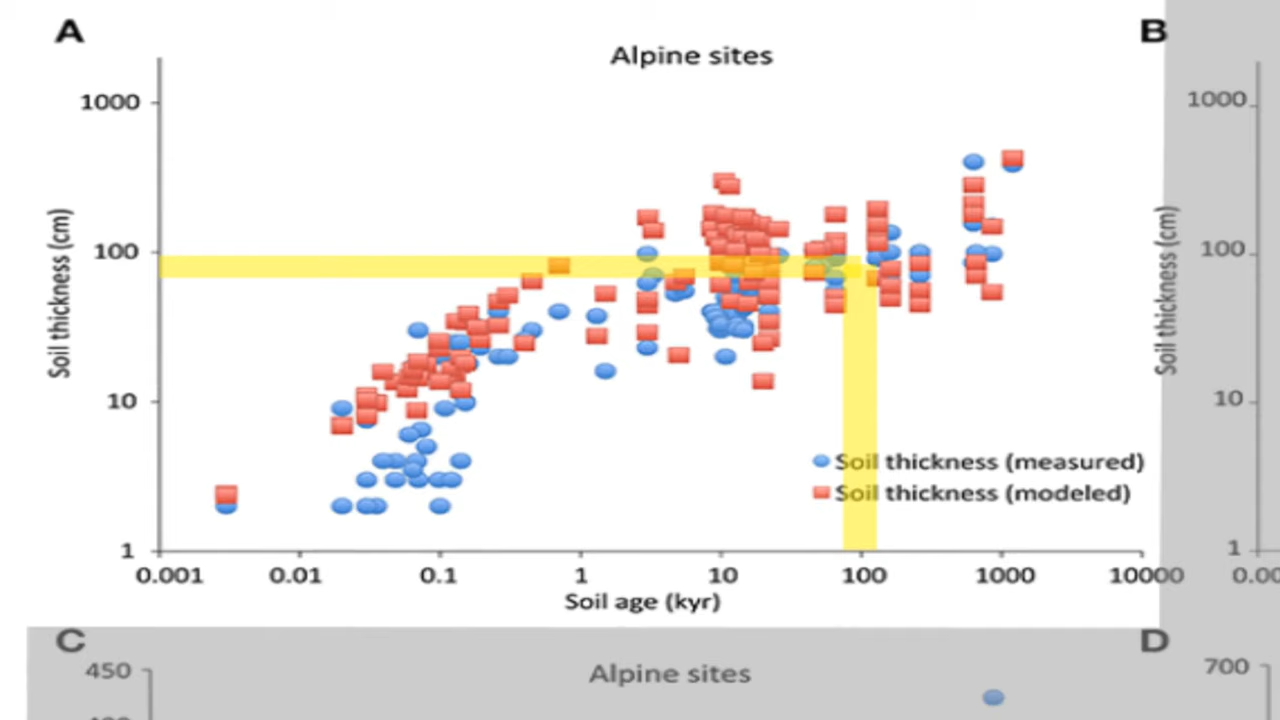 A
B
Alpine sites
1000
100
10
1
Soil thickness (cm)
Soil thickness (measured)
Soil thickness (modeled)
0.001
0.01
0.1
1
10
100
1000
10000
Soil age (kyr)
1000
100
10
1
Soil thickness (cm)
0.00
C
D
Alpine sites
450
700